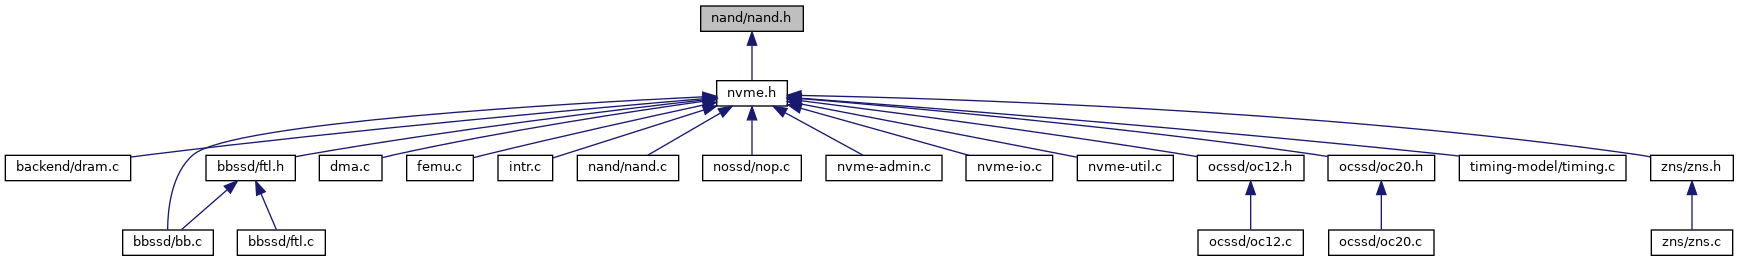 nand/nand.h
nvme.h
backend/dram.c
bbssd/ftl.h
dma.c
femu.c
intr.c
nand/nand.c
nossd/nop.c
nvme-admin.c
nvme-io.c
nvme-util.c
ocssd/oc12.h
ocssd/oc20.h
timing-model/timing.c
zns/zns.h
bbssd/bb.c
bbssd/ftl.c
ocssd/oc12.c
ocssd/oc20.c
zns/zns.c